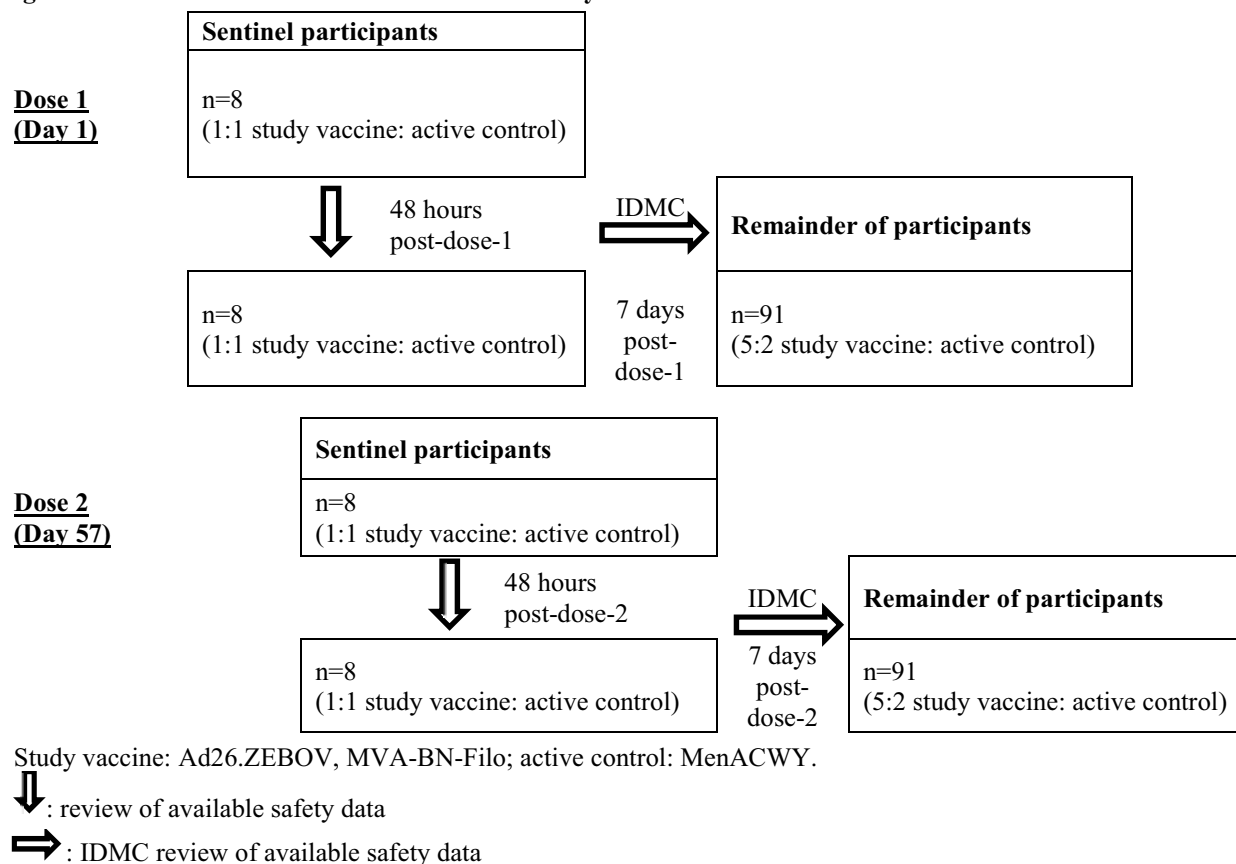 Sentinel participants
Dose 1
(Day 1)
n=8
(1:1 study vaccine: active control)
48 hours
post-dose-1
IDMC
Remainder of participants
n=8
(1:1 study vaccine: active control)
7 days
post-
dose-1
n=91
(5:2 study vaccine: active control)
Sentinel participants
Dose 2
(Day 57)
n=8
(1:1 study vaccine: active control)
48 hours
post-dose-2
IDMC
Remainder of participants
n=8
(1:1 study vaccine: active control)
7 days
post-
dose-2
n=91
(5:2 study vaccine: active control)
Study vaccine: Ad26.ZEBOV, MVA-BN-Filo; active control: MenACWY.
: review of available safety data
: IDMC review of available safety data